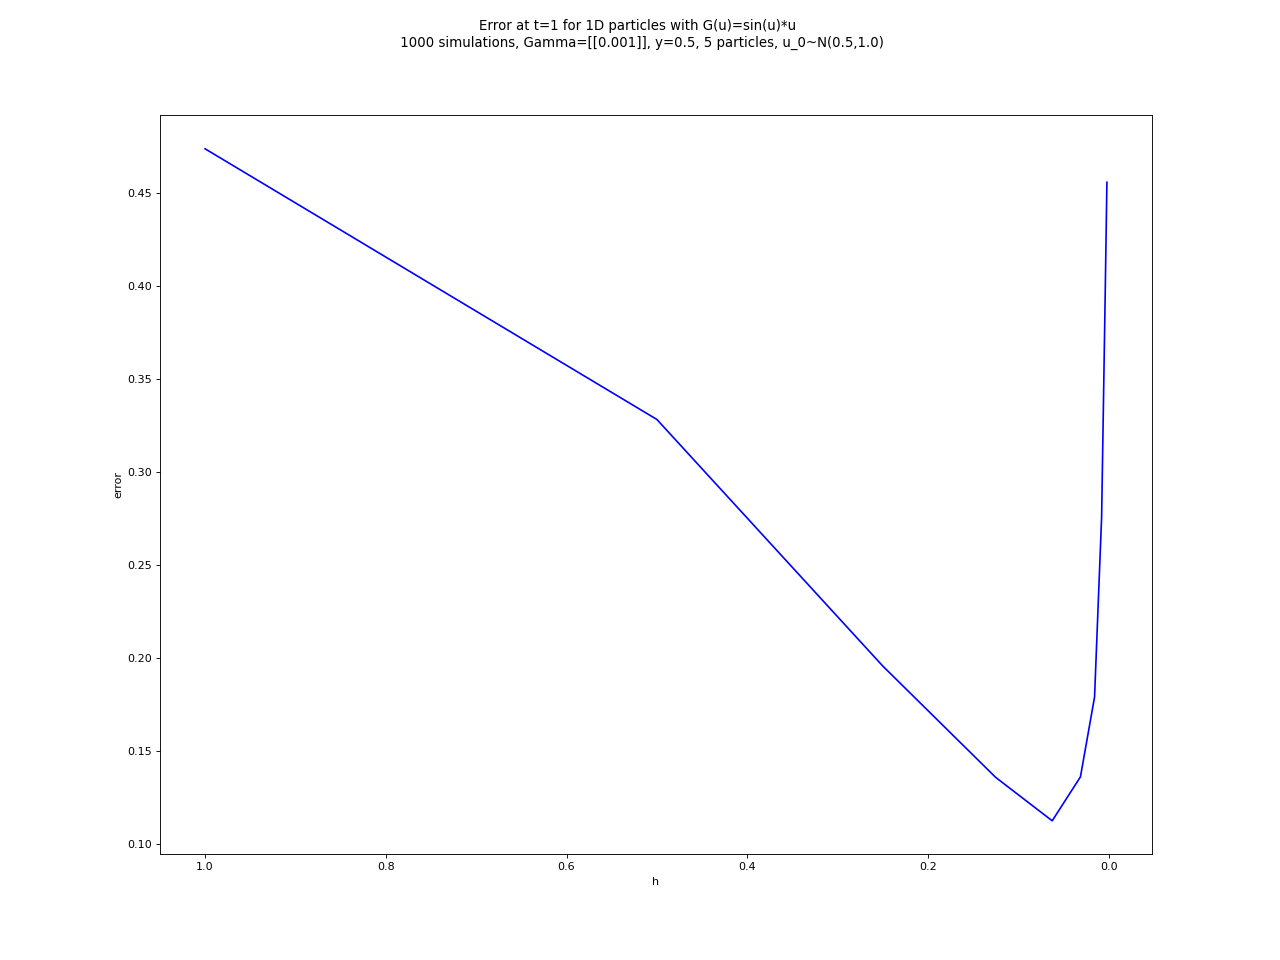 Error at t=1 for 1D particles with G(u)=sin(u)*u
1000 simulations, Gamma=[[0.001]], y=0.5, 5 particles, u_0~N(0.5,1.0)
0.45
0.40
0.35
0.30
0.25
0.20
0.15
0.10
error
1.0 0.8 0.6 0.4 0.2 0.0
h